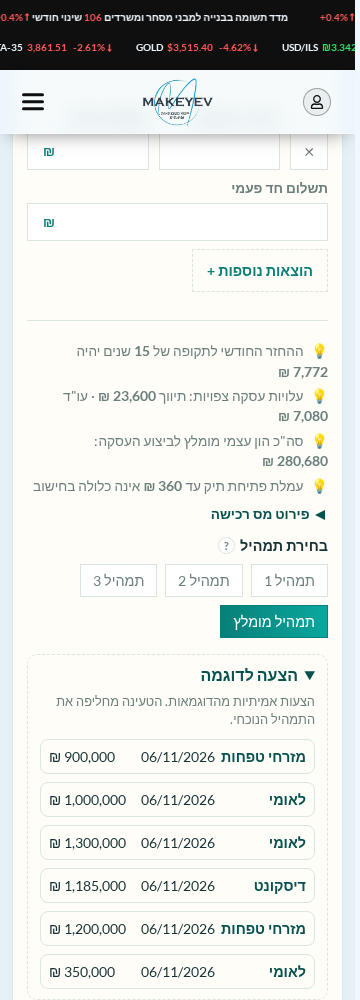 +0.4%↑ מדד תשומה בבנייה למבני מסחר ומשרדים 106 שינוי חודשי ↑0.4%
TA-35 3,861.51 -2.61%↓ GOLD $3,515.40 -4.62%↓ USD/ILS ₪3.342
MAKEYEV
₪
✕
תשלום חד פעמי
₪
הוצאות נוספות +
💡 ההחזר החודשי לתקופה של 15 שנים יהיה
7,772 ₪
💡 עלויות עסקה צפויות: תיווך 23,600 ₪ · עו"ד
7,080 ₪
💡 סה"כ הון עצמי מומלץ לביצוע העסקה:
280,680 ₪
💡 עמלת פתיחת תיק עד 360 ₪ אינה כלולה בחישוב
◀ פירוט מס רכישה
בחירת תמהיל ?
תמהיל 1 תמהיל 2 תמהיל 3
תמהיל מומלץ
▼ הצעה לדוגמה
הצעות אמיתיות מהדוגמאות. הטעינה מחליפה את
התמהיל הנוכחי.
מזרחי טפחות 06/11/2026 900,000 ₪
לאומי 06/11/2026 1,000,000 ₪
לאומי 06/11/2026 1,300,000 ₪
דיסקונט 06/11/2026 1,185,000 ₪
מזרחי טפחות 06/11/2026 1,200,000 ₪
לאומי 06/11/2026 350,000 ₪